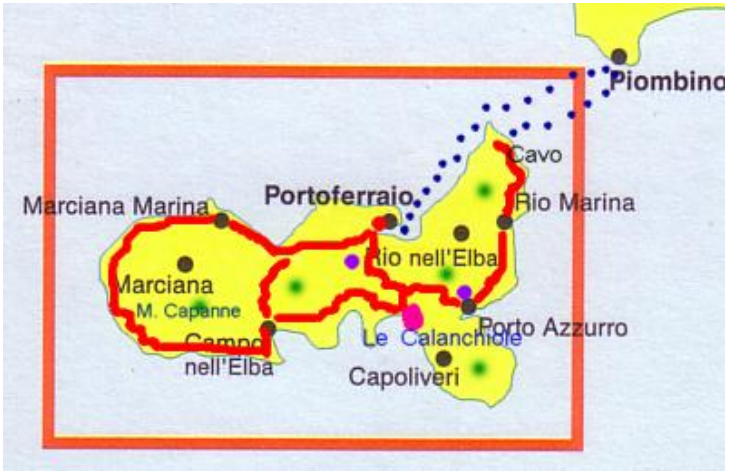 Piombino
Cavo
Portoferraio
Marciana Marina
Rio Marina
Rio nell'Elba
Marciana
M. Capanne
Porto Azzurro
Campo
nell'Elba
Le Calanchiole
Capoliveri